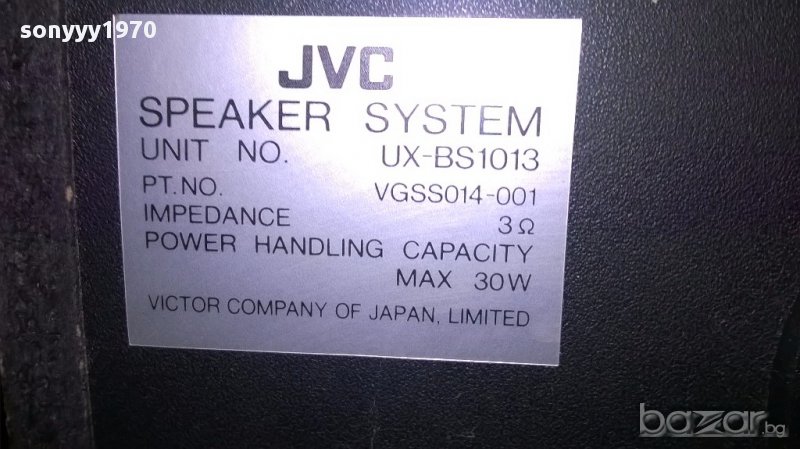 sonyyy1970
JVC
SPEAKER SYSTEM
UNIT NO. UX-BS1013
PT.NO. VGSS014-001
IMPEDANCE 3Ω
POWER HANDLING CAPACITY
MAX 30W
VICTOR COMPANY OF JAPAN, LIMITED
bazar.bg